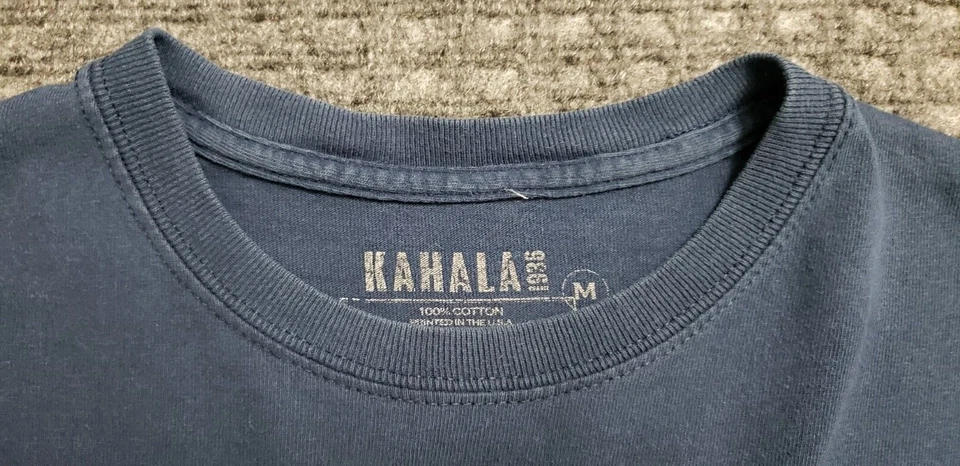 KAHALA 1936
M
100% COTTON
PRINTED IN THE U.S.A